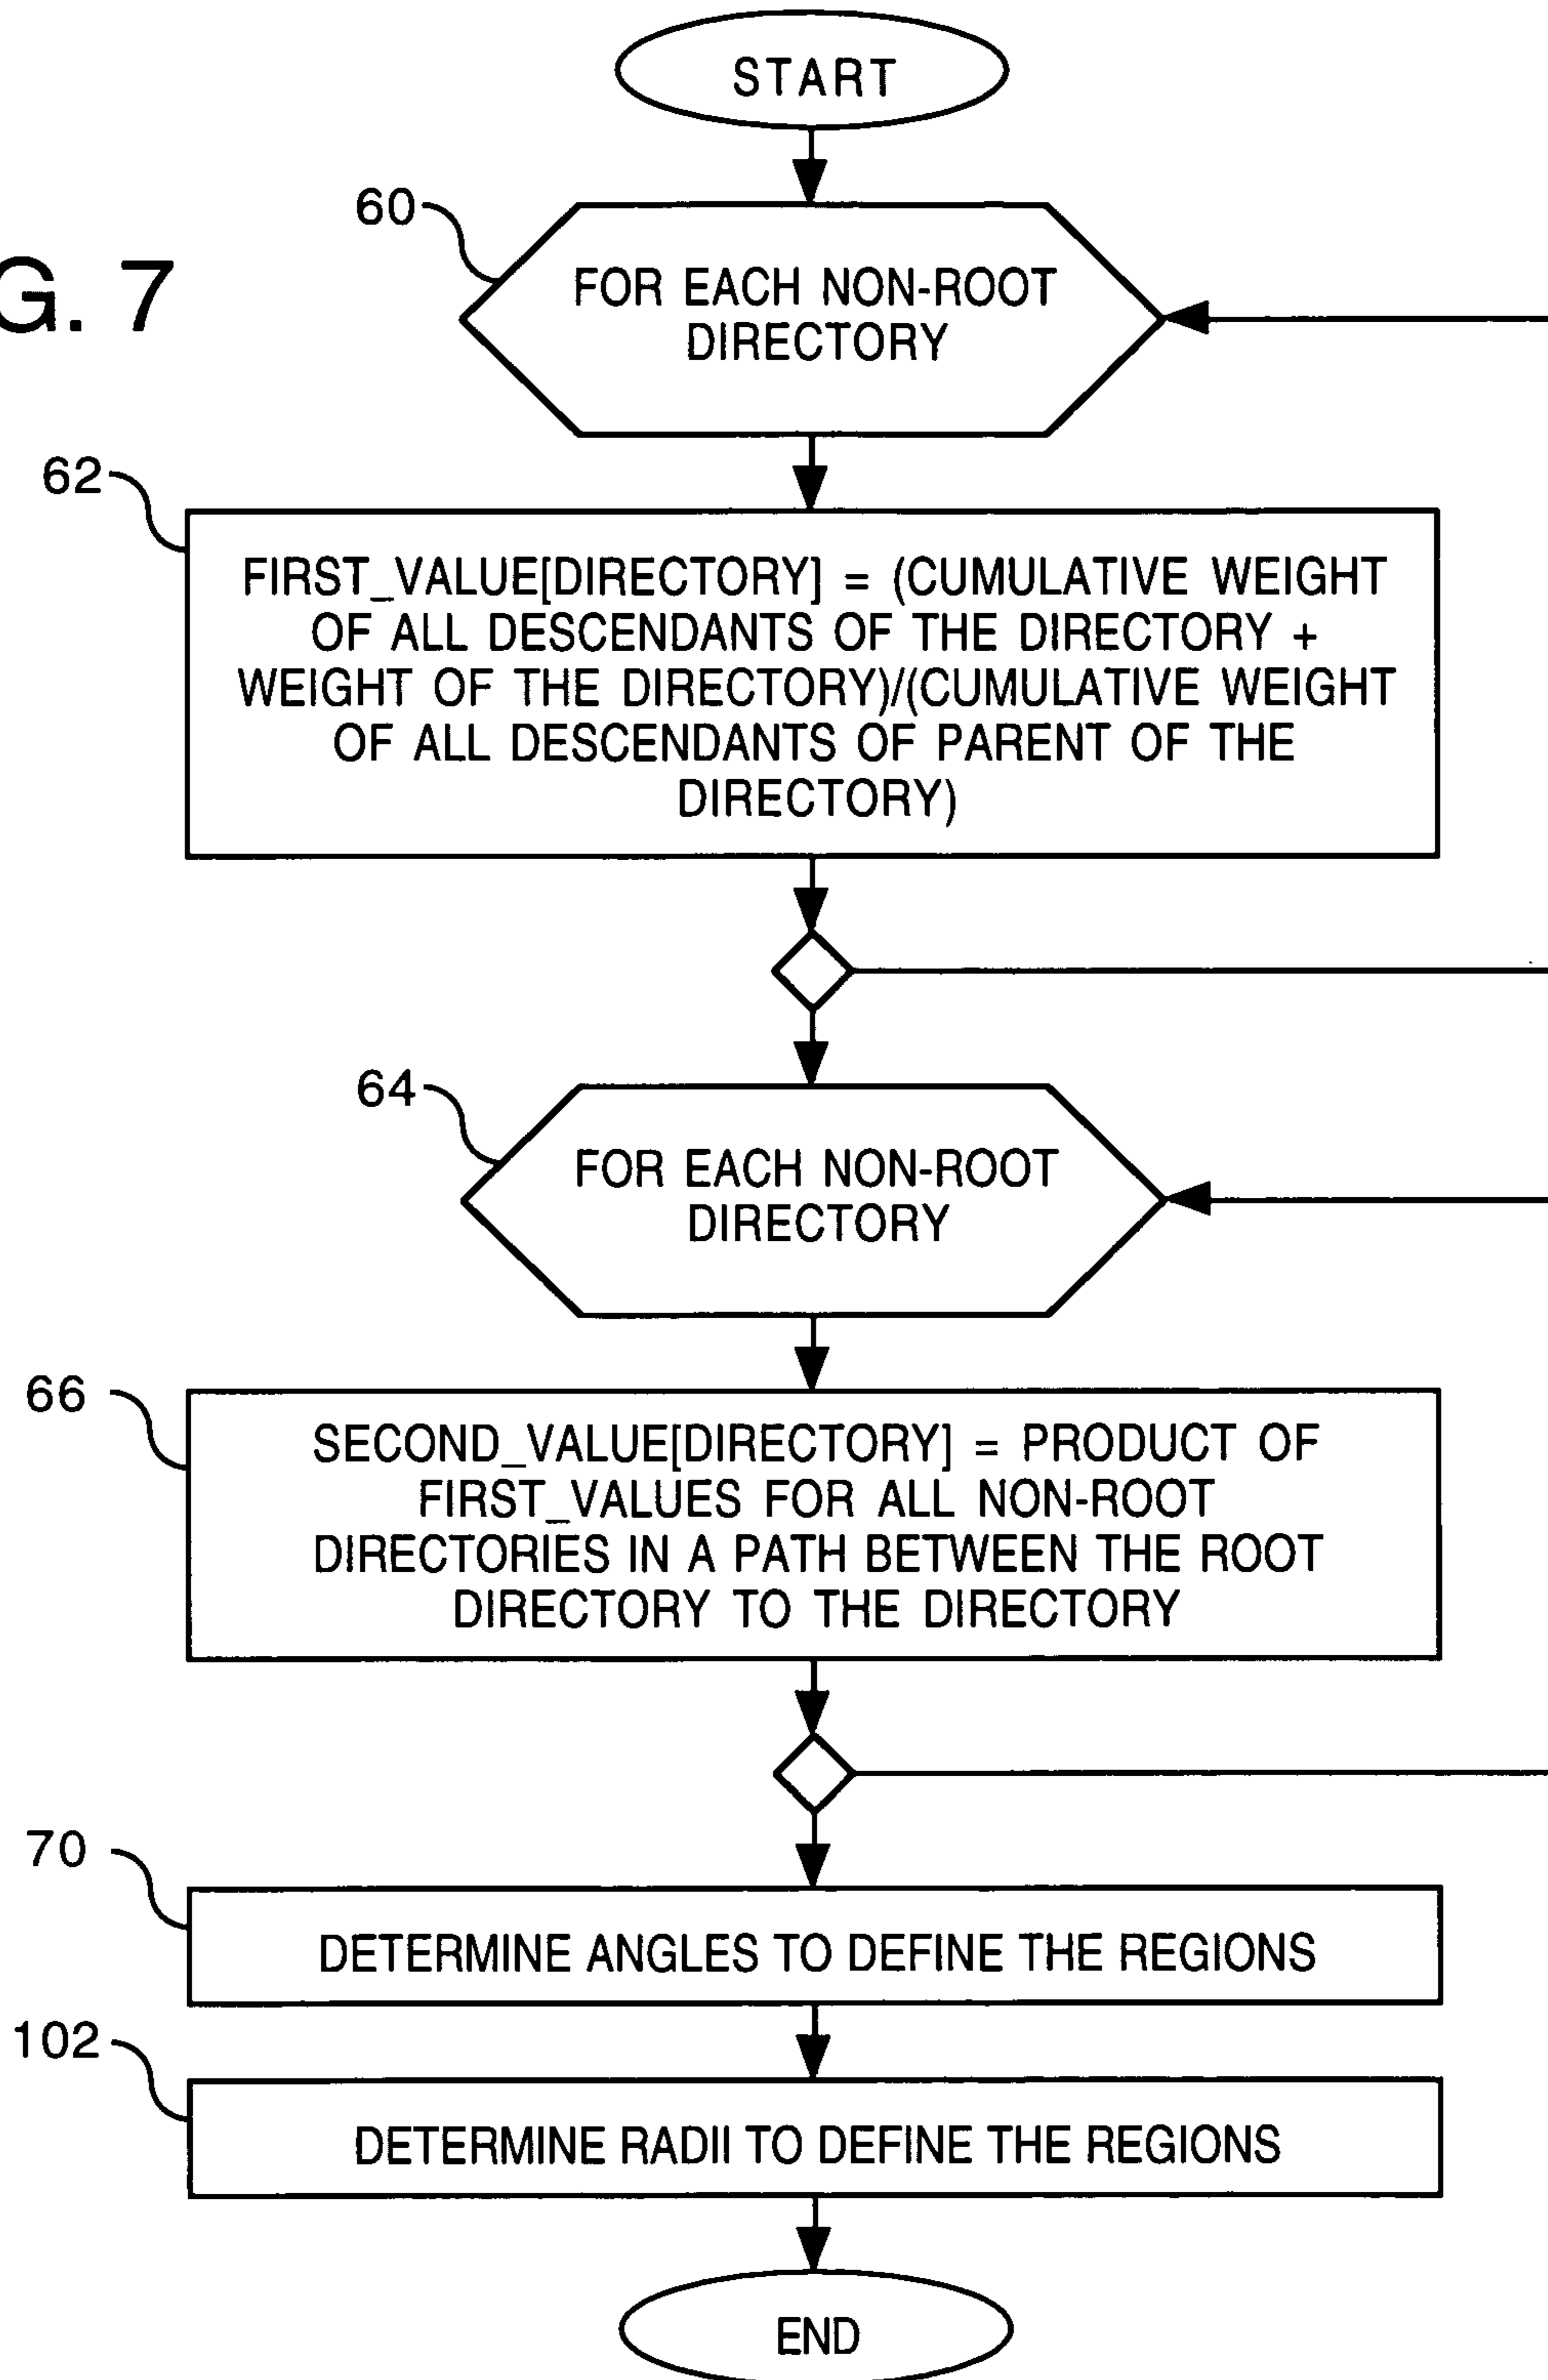 START
60
FOR EACH NON-ROOT
DIRECTORY
G. 7
62
FIRST_VALUE[DIRECTORY] = (CUMULATIVE WEIGHT
OF ALL DESCENDANTS OF THE DIRECTORY +
WEIGHT OF THE DIRECTORY)/(CUMULATIVE WEIGHT
OF ALL DESCENDANTS OF PARENT OF THE
DIRECTORY)
64
FOR EACH NON-ROOT
DIRECTORY
66
SECOND_VALUE[DIRECTORY] = PRODUCT OF
FIRST_VALUES FOR ALL NON-ROOT
DIRECTORIES IN A PATH BETWEEN THE ROOT
DIRECTORY TO THE DIRECTORY
70
DETERMINE ANGLES TO DEFINE THE REGIONS
102
DETERMINE RADII TO DEFINE THE REGIONS
END